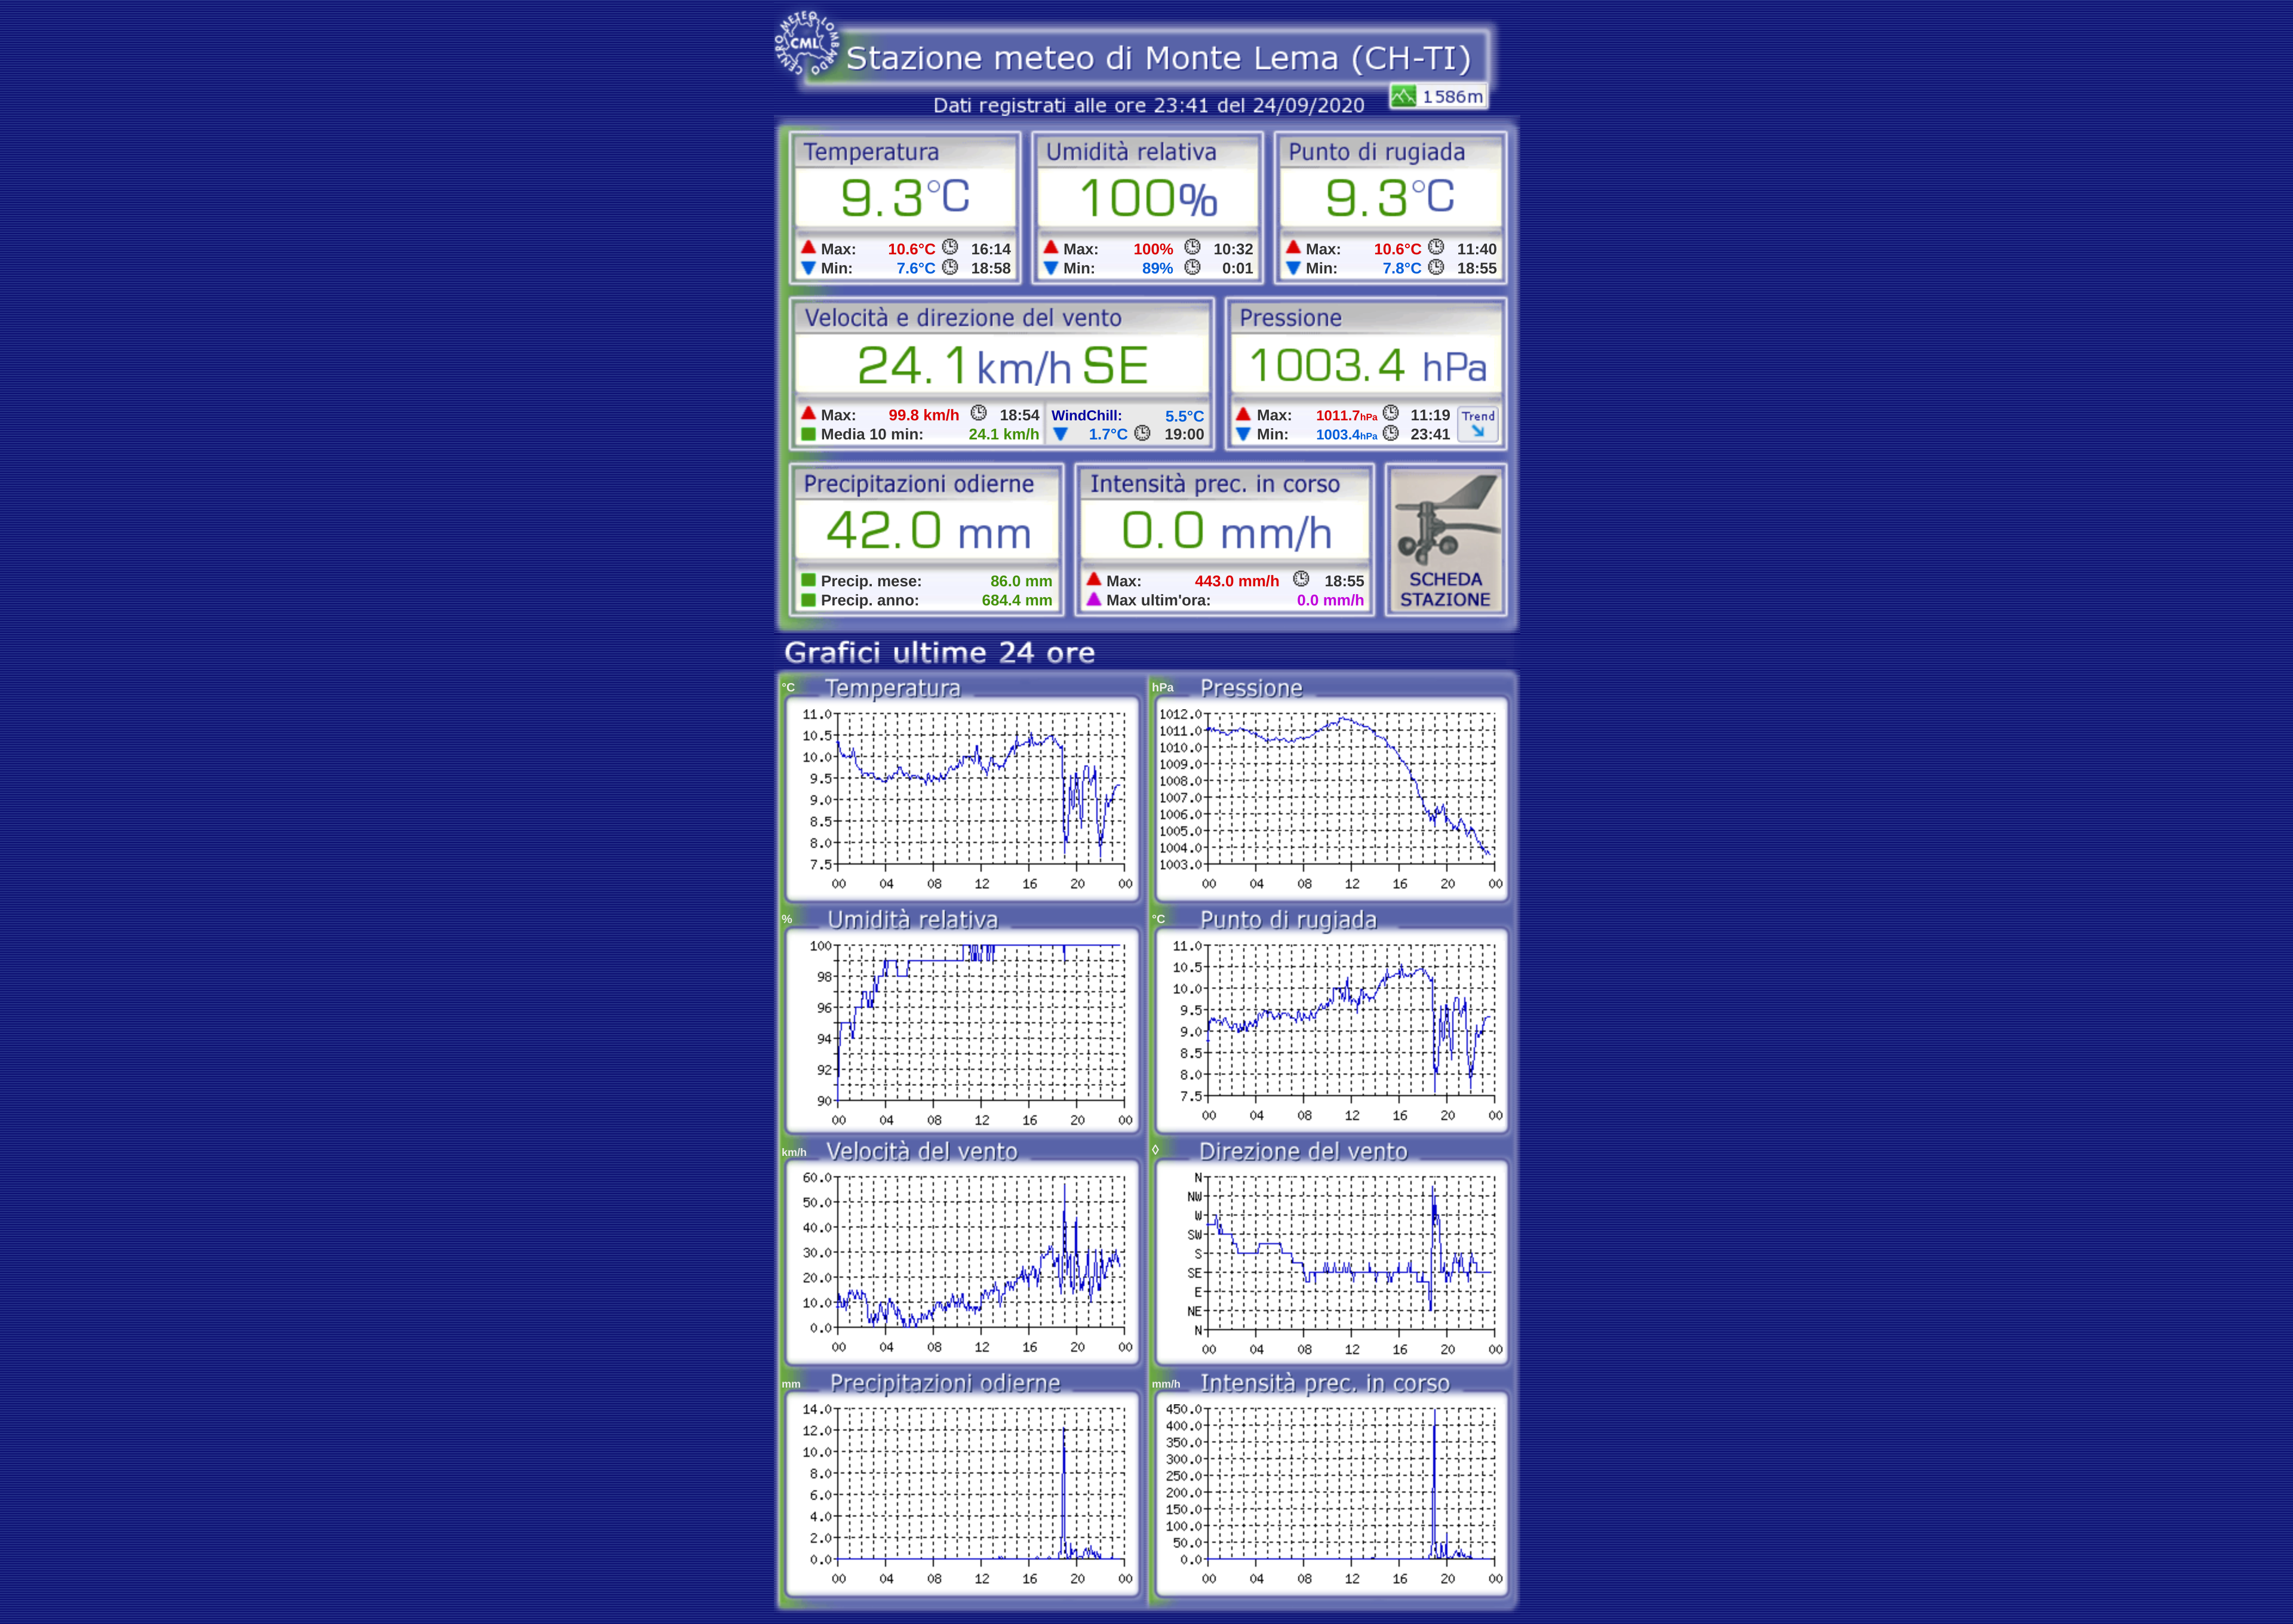 CENTRO METEO LOMBARDO
CML
Stazione meteo di Monte Lema (CH-TI)
1586m
Dati registrati alle ore 23:41 del 24/09/2020
Temperatura Umidità relativa Punto di rugiada
9.3°C 100% 9.3°C
Max: 10.6°C 16:14 Max: 100% 10:32 Max: 10.6°C 11:40
Min: 7.6°C 18:58 Min: 89% 0:01 Min: 7.8°C 18:55
Velocità e direzione del vento Pressione
24.1 km/h SE 1003.4 hPa
Max: 99.8 km/h 18:54 WindChill: 5.5°C Max: 1011.7hPa 11:19 Trend
Media 10 min: 24.1 km/h 1.7°C 19:00 Min: 1003.4hPa 23:41
Precipitazioni odierne Intensità prec. in corso
42.0 mm 0.0 mm/h
Precip. mese: 86.0 mm Max: 443.0 mm/h 18:55 SCHEDA
Precip. anno: 684.4 mm Max ultim'ora: 0.0 mm/h STAZIONE
Grafici ultime 24 ore
°C Temperatura
11.0
10.5
10.0
9.5
9.0
8.5
8.0
7.5
00 04 08 12 16 20 00
hPa Pressione
1012.0
1011.0
1010.0
1009.0
1008.0
1007.0
1006.0
1005.0
1004.0
1003.0
00 04 08 12 16 20 00
% Umidità relativa
100
98
96
94
92
90
00 04 08 12 16 20 00
°C Punto di rugiada
11.0
10.5
10.0
9.5
9.0
8.5
8.0
7.5
00 04 08 12 16 20 00
km/h Velocità del vento
60.0
50.0
40.0
30.0
20.0
10.0
0.0
00 04 08 12 16 20 00
◊ Direzione del vento
N
NW
W
SW
S
SE
E
NE
N
00 04 08 12 16 20 00
mm Precipitazioni odierne
14.0
12.0
10.0
8.0
6.0
4.0
2.0
0.0
00 04 08 12 16 20 00
mm/h Intensità prec. in corso
450.0
400.0
350.0
300.0
250.0
200.0
150.0
100.0
50.0
0.0
00 04 08 12 16 20 00